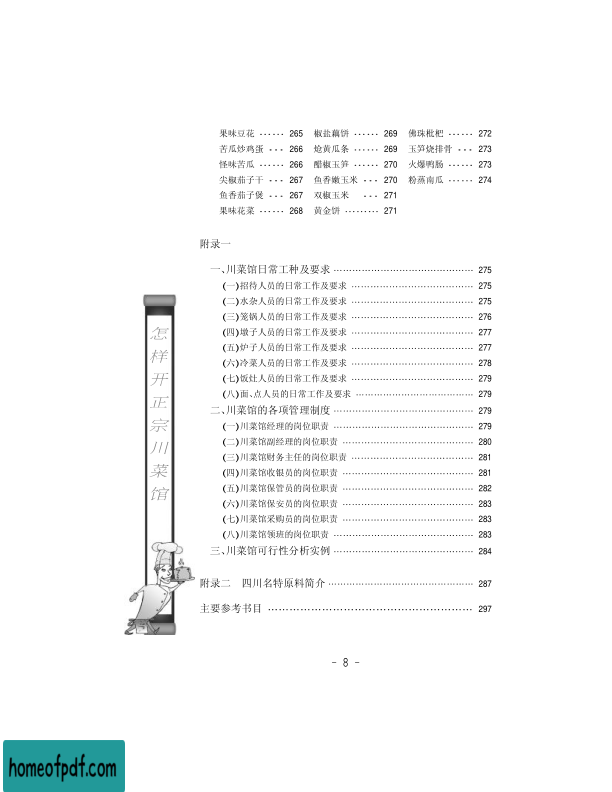 果味豆花 …… 265 椒盐藕饼 …… 269 佛珠枇杷 …… 272
苦瓜炒鸡蛋 … 266 炝黄瓜条 …… 269 玉笋烧排骨 … 273
怪味苦瓜 …… 266 醋椒玉笋 …… 270 火爆鸭肠 …… 273
尖椒茄子干 … 267 鱼香嫩玉米 … 270 粉蒸南瓜 …… 274
鱼香茄子煲 … 267 双椒玉米 … 271
果味花菜 …… 268 黄金饼 ……… 271
附录一
一、川菜馆日常工种及要求 …………………………………… 275
(一)招待人员的日常工作及要求 ……………………………… 275
(二)水杂人员的日常工作及要求 ……………………………… 275
(三)笼锅人员的日常工作及要求 ……………………………… 276
(四)墩子人员的日常工作及要求 ……………………………… 277
(五)炉子人员的日常工作及要求 ……………………………… 277
(六)冷菜人员的日常工作及要求 ……………………………… 278
(七)饭灶人员的日常工作及要求 ……………………………… 279
(八)面、点人员的日常工作及要求 …………………………… 279
二、川菜馆的各项管理制度 …………………………………… 279
(一)川菜馆经理的岗位职责 …………………………………… 279
(二)川菜馆副经理的岗位职责 ………………………………… 280
(三)川菜馆财务主任的岗位职责 ……………………………… 281
(四)川菜馆收银员的岗位职责 ………………………………… 281
(五)川菜馆保管员的岗位职责 ………………………………… 282
(六)川菜馆保安员的岗位职责 ………………………………… 283
(七)川菜馆采购员的岗位职责 ………………………………… 283
(八)川菜馆领班的岗位职责 …………………………………… 283
三、川菜馆可行性分析实例 …………………………………… 284
附录二 四川名特原料简介 …………………………………… 287
主要参考书目 ………………………………………………… 297
怎样开正宗川菜馆
- 8 -
homeofpdf.com